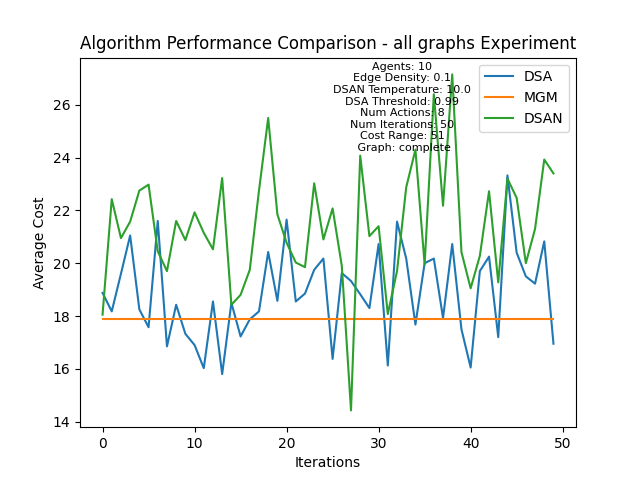 Algorithm Performance Comparison - all graphs Experiment
Agents: 10
Edge Density: 0.1
DSAN Temperature: 10.0
DSA Threshold: 0.99
Num Actions: 8
Num Iterations: 50
Cost Range: 51
Graph: complete
DSA
MGM
DSAN
Average Cost
26
24
22
20
18
16
14
0 10 20 30 40 50
Iterations